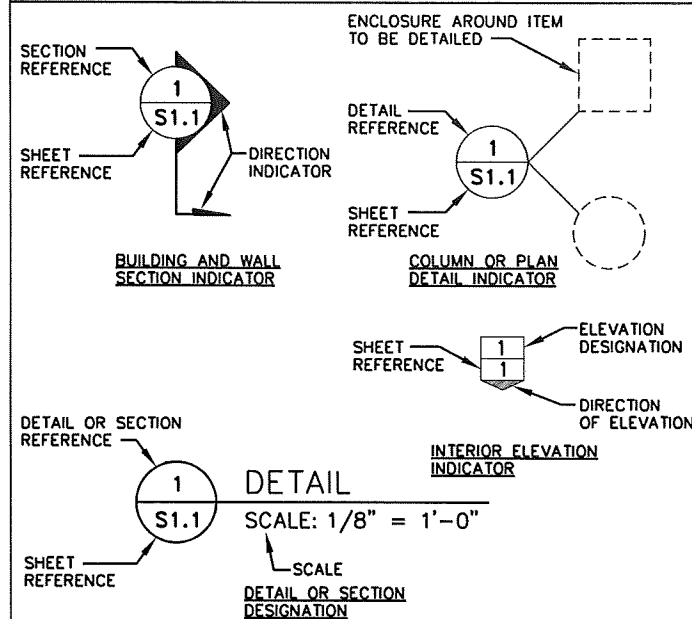 SECTION
REFERENCE
1
S1.1
SHEET
REFERENCE
DIRECTION
INDICATOR
BUILDING AND WALL
SECTION INDICATOR
ENCLOSURE AROUND ITEM
TO BE DETAILED
DETAIL
REFERENCE
1
S1.1
SHEET
REFERENCE
COLUMN OR PLAN
DETAIL INDICATOR
SHEET
REFERENCE
1
1
ELEVATION
DESIGNATION
DIRECTION
OF ELEVATION
INTERIOR ELEVATION
INDICATOR
DETAIL OR SECTION
REFERENCE
1
S1.1
SHEET
REFERENCE
DETAIL
SCALE: 1/8" = 1'-0"
SCALE
DETAIL OR SECTION
DESIGNATION